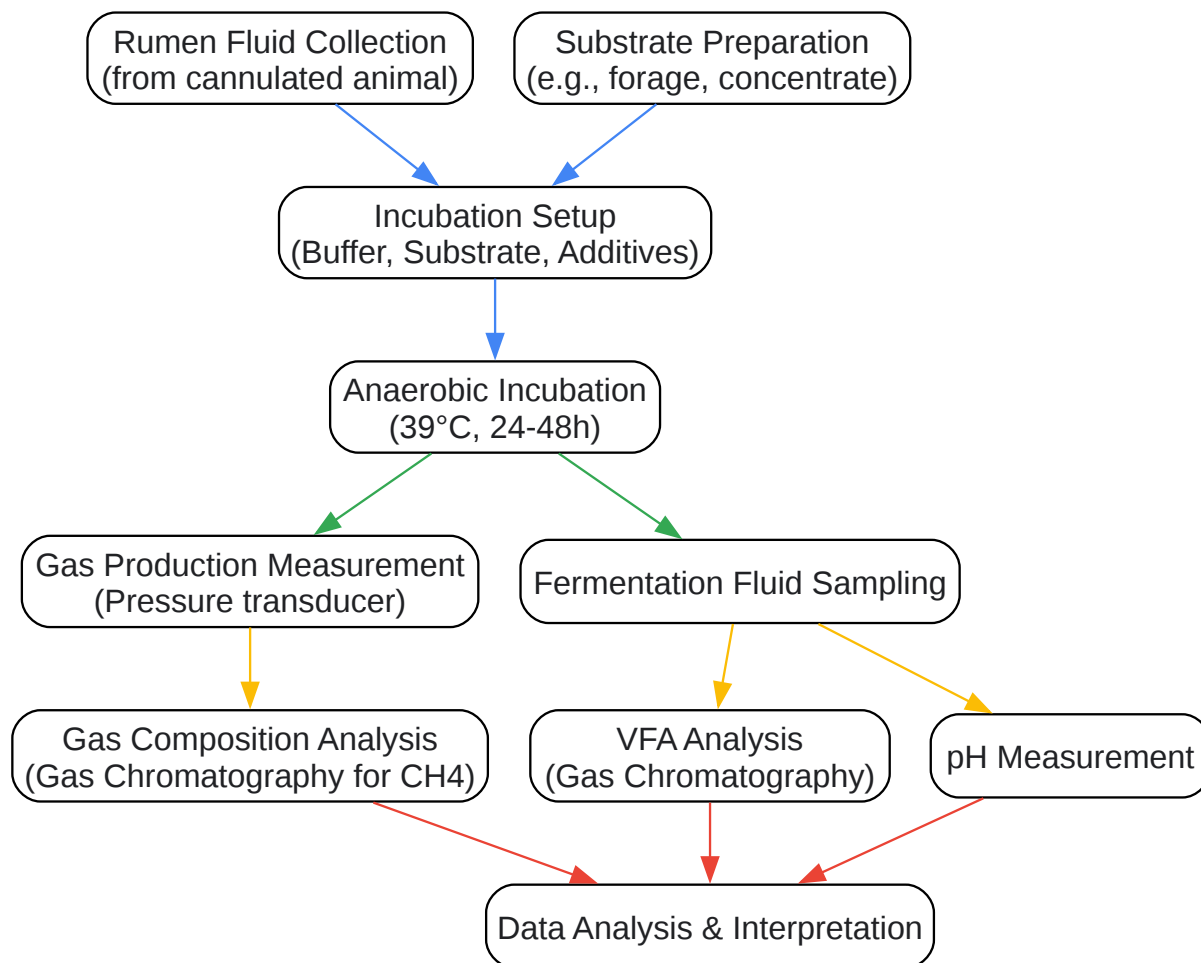 Rumen Fluid Collection
(from cannulated animal)
Substrate Preparation
(e.g., forage, concentrate)
Incubation Setup
(Buffer, Substrate, Additives)
Anaerobic Incubation
(39°C, 24-48h)
Gas Production Measurement
(Pressure transducer)
Fermentation Fluid Sampling
Gas Composition Analysis
(Gas Chromatography for CH4)
VFA Analysis
(Gas Chromatography)
pH Measurement
Data Analysis & Interpretation